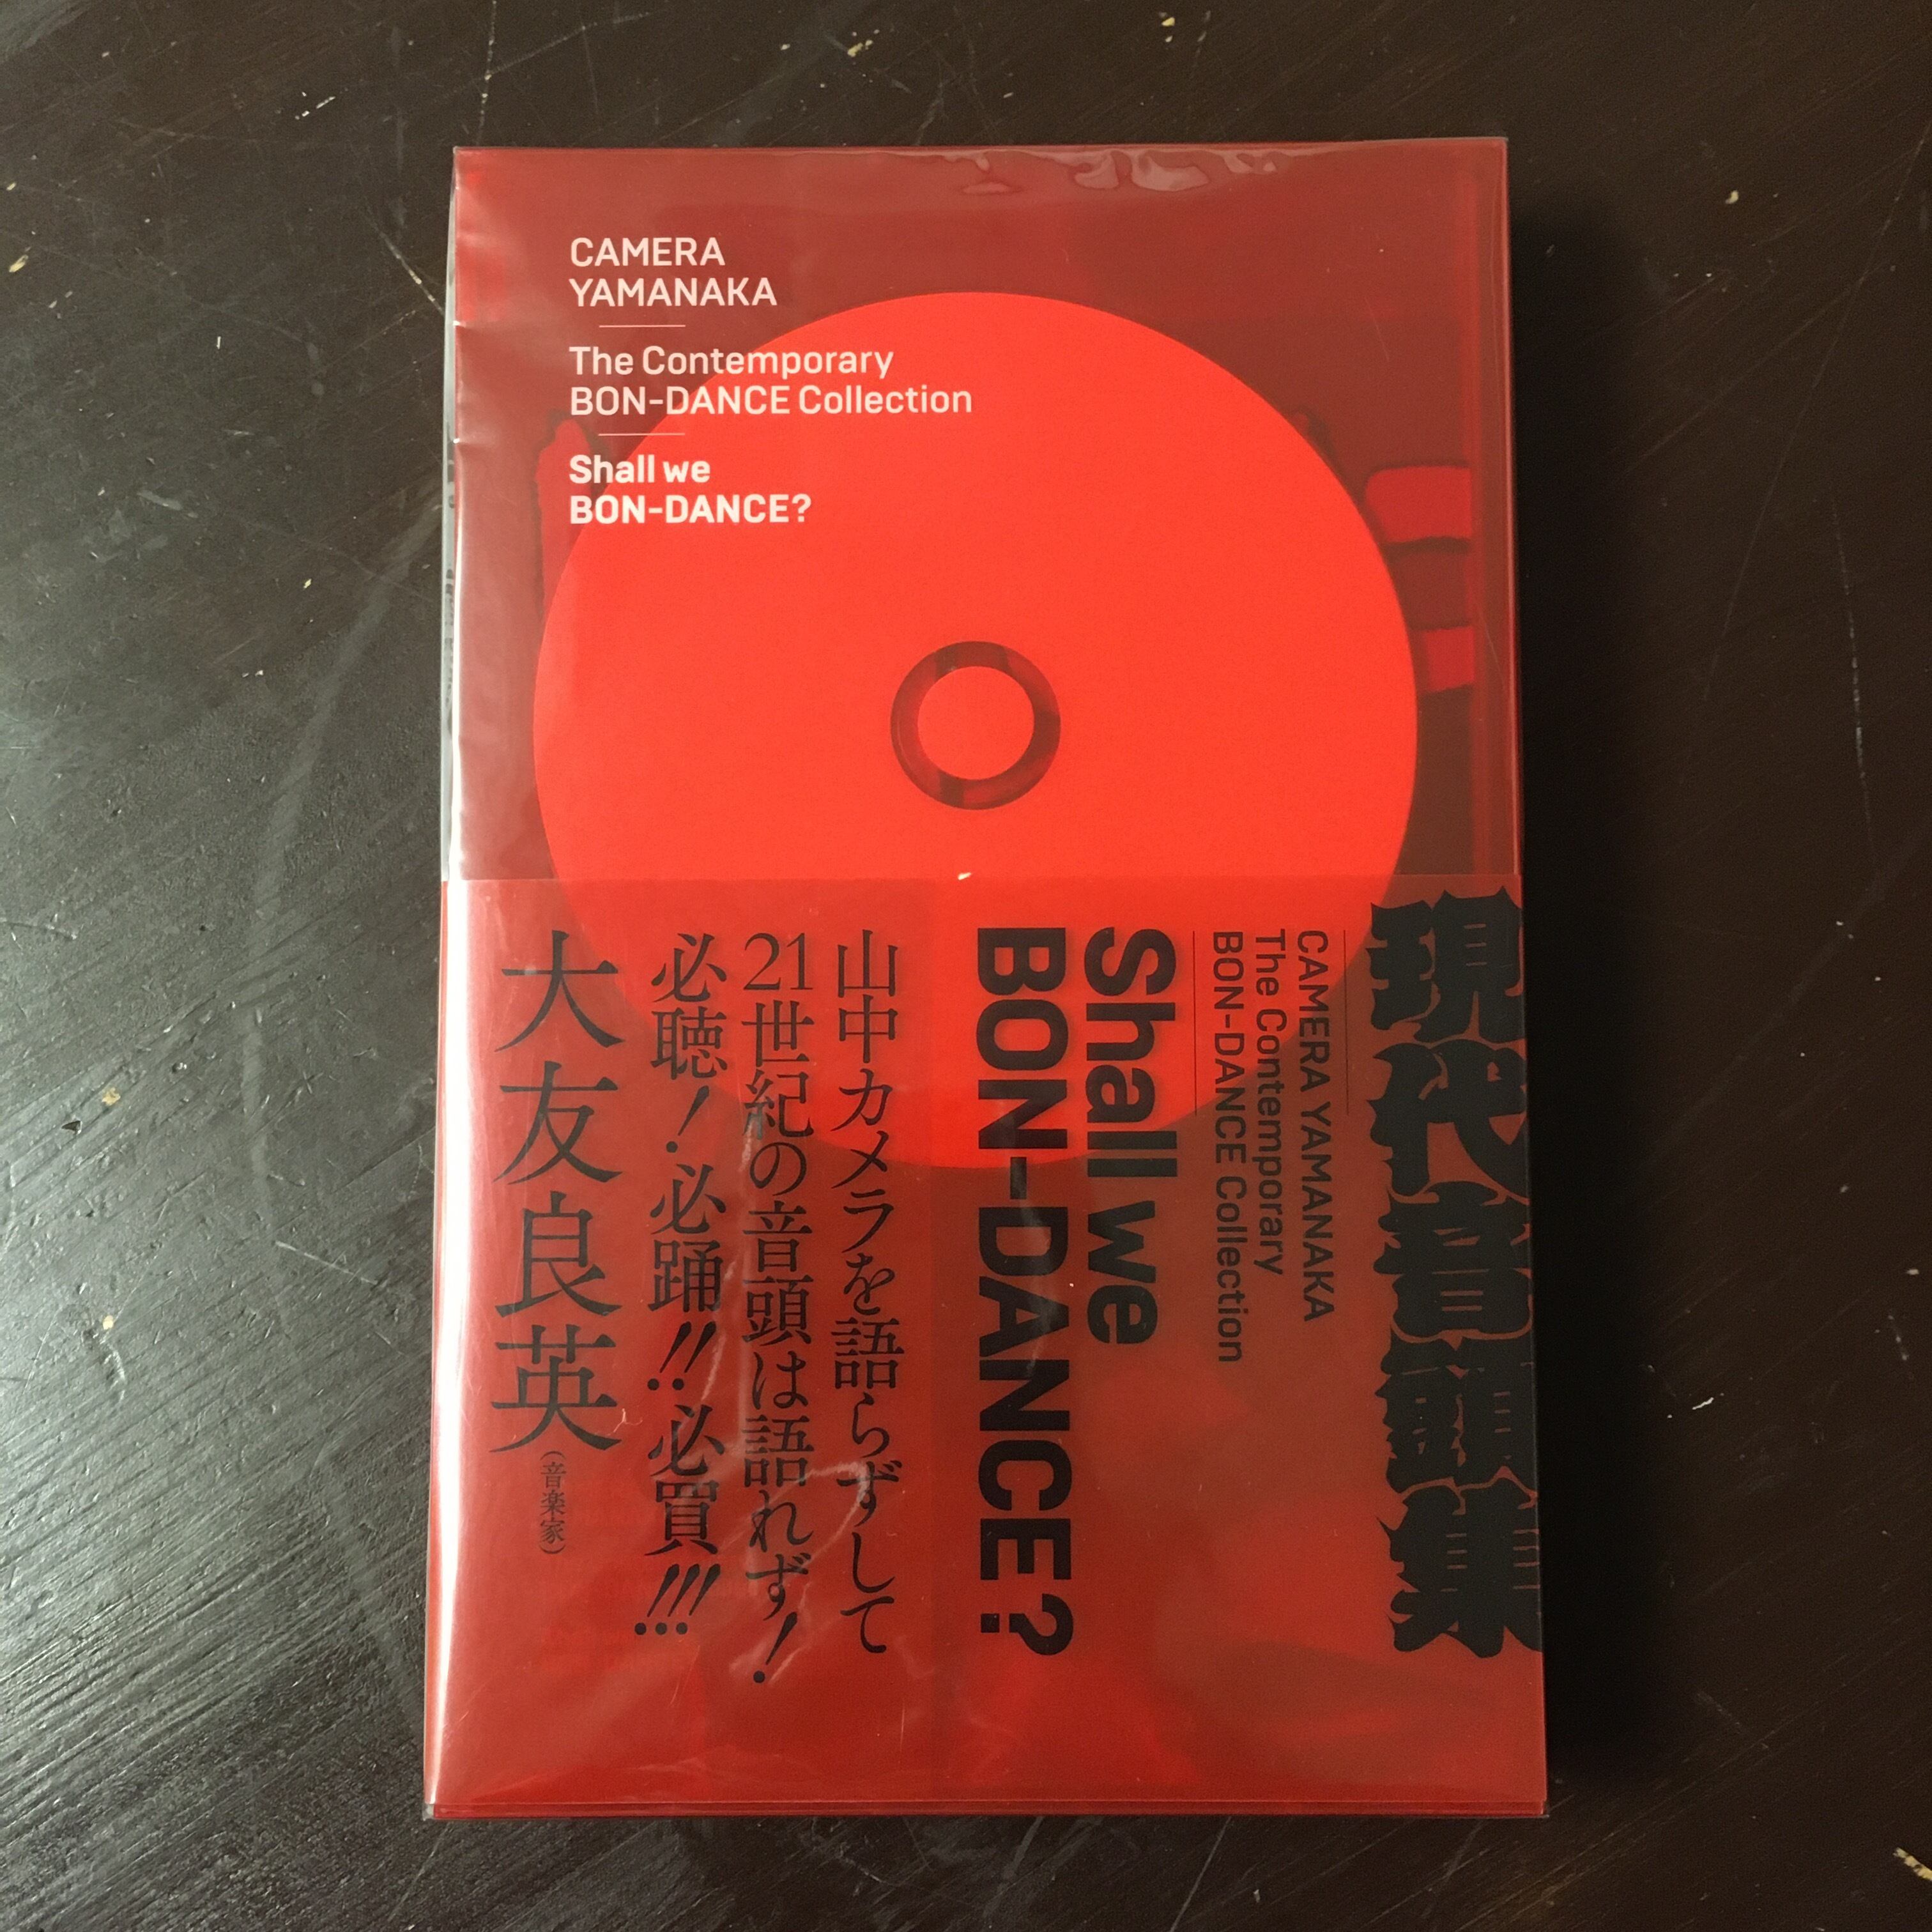 CAMERA
YAMANAKA
The Contemporary
BON-DANCE Collection
Shall we
BON-DANCE?
現代音頭集
CAMERA YAMANAKA
The Contemporary
BON-DANCE Collection
Shall we
BON-DANCE?
山中カメラを語らずして
21世紀の音頭は語れず！
必聴！必踊!!必買!!!
大友良英（音楽家）